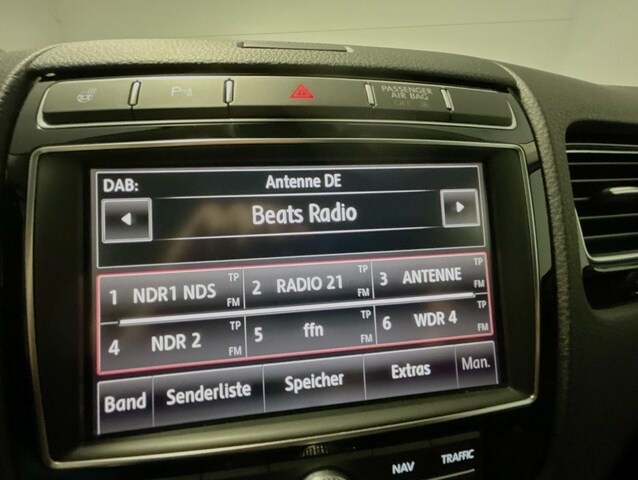 PASSENGER
AIR BAG
DAB: Antenne DE
Beats Radio
1 NDR1 NDS TP FM
2 RADIO 21 TP FM
3 ANTENNE TP FM
4 NDR 2 TP FM
5 ffn TP FM
6 WDR 4 TP FM
Band Senderliste Speicher Extras Man.
NAV TRAFFIC